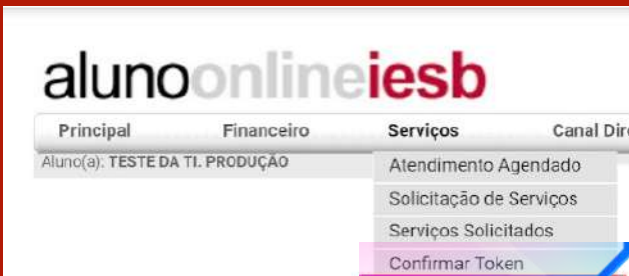 alunoonlineiesb
Principal Financeiro Serviços Canal
Aluno(a): TESTE DA TI. PRODUÇÃO
Atendimento Agendado
Solicitação de Serviços
Serviços Solicitados
Confirmar Token